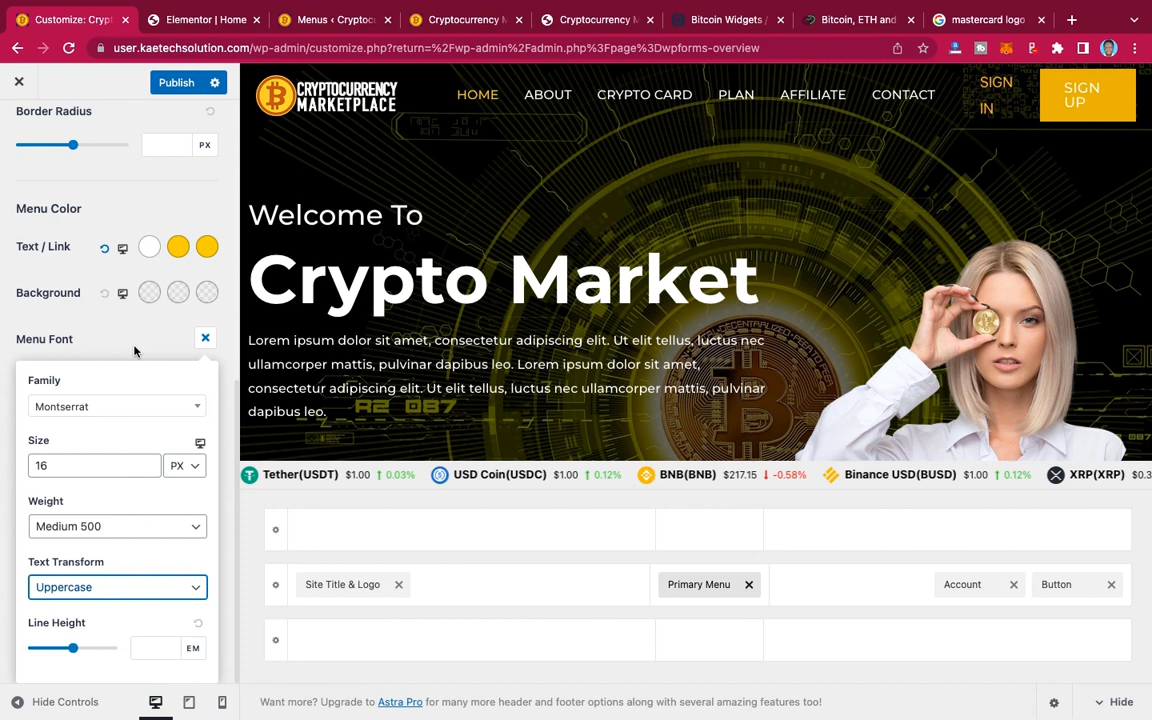 Customize: Crypt
Elementor | Home
Menus ‹ Cryptoc
Cryptocurrency M
Cryptocurrency M
Bitcoin Widgets /
Bitcoin, ETH and
mastercard logo
user.kaetechsolution.com/wp-admin/customize.php?return=%2Fwp-admin%2Fadmin.php%3Fpage%3Dwpforms-overview
Publish
Border Radius
PX
Menu Color
Text / Link
Background
Menu Font
Family
Montserrat
Size
16
PX
Weight
Medium 500
Text Transform
Uppercase
Line Height
EM
Hide Controls
CRYPTOCURRENCY
MARKETPLACE
HOME
ABOUT
CRYPTO CARD
PLAN
AFFILIATE
CONTACT
SIGN
IN
SIGN
UP
Welcome To
Crypto Market
Lorem ipsum dolor sit amet, consectetur adipiscing elit. Ut elit tellus, luctus nec
ullamcorper mattis, pulvinar dapibus leo. Lorem ipsum dolor sit amet,
consectetur adipiscing elit. Ut elit tellus, luctus nec ullamcorper mattis, pulvinar
dapibus leo.
Tether(USDT) $1.00 ↑ 0.03% USD Coin(USDC) $1.00 ↑ 0.12% BNB(BNB) $217.15 ↓ -0.58% Binance USD(BUSD) $1.00 ↑ 0.12% XRP(XRP) $0.3
Site Title & Logo
Primary Menu
Account
Button
Want more? Upgrade to Astra Pro for many more header and footer options along with several amazing features too!
Hide